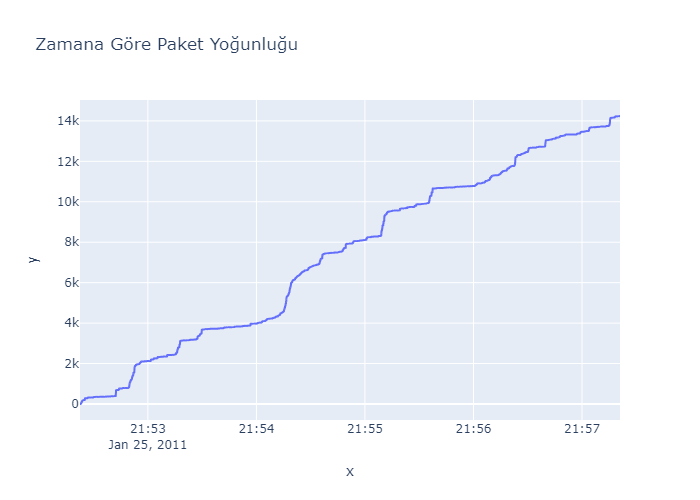 Zamana Göre Paket Yoğunluğu
14k
12k
10k
8k
6k
4k
2k
0
y
21:53
21:54
21:55
21:56
21:57
Jan 25, 2011
x